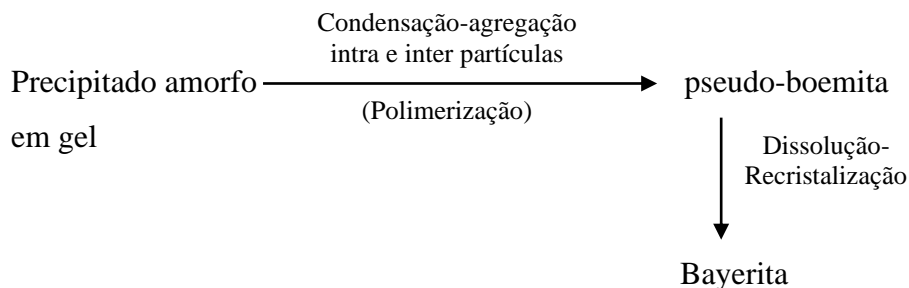 Condensação-agregação
intra e inter partículas
Precipitado amorfo
em gel
(Polimerização)
pseudo-boemita
Dissolução-
Recristalização
Bayerita